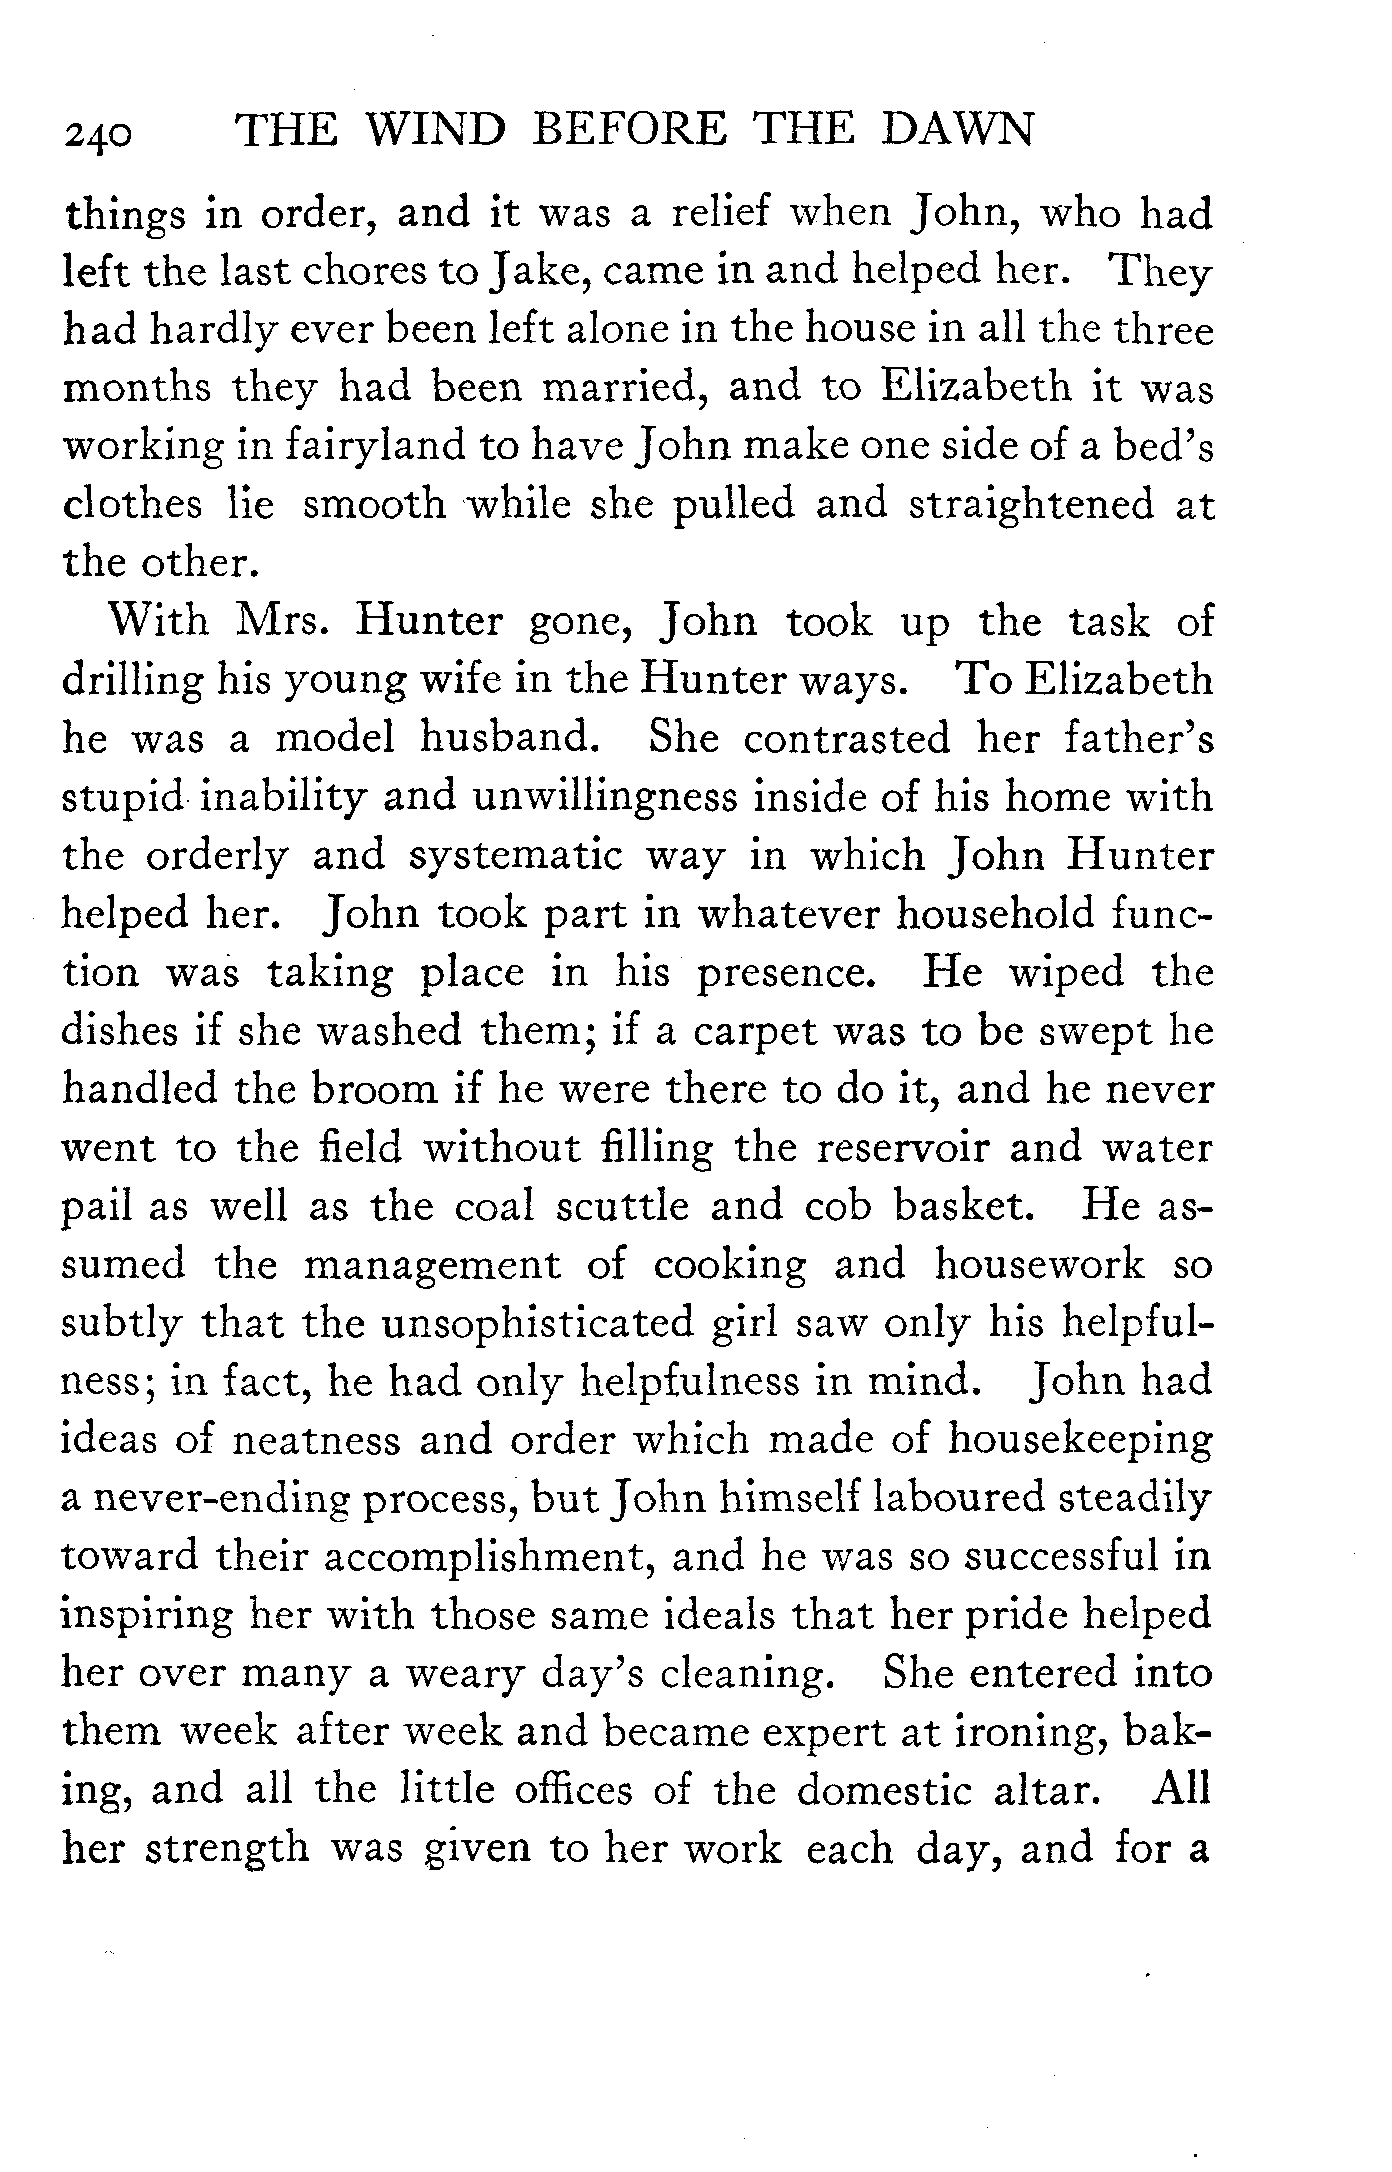 240 THE WIND BEFORE THE DAWN
things in order, and it was a relief when John, who had
left the last chores to Jake, came in and helped her. They
had hardly ever been left alone in the house in all the three
months they had been married, and to Elizabeth it was
working in fairyland to have John make one side of a bed's
clothes lie smooth while she pulled and straightened at
the other.
With Mrs. Hunter gone, John took up the task of
drilling his young wife in the Hunter ways. To Elizabeth
he was a model husband. She contrasted her father's
stupid inability and unwillingness inside of his home with
the orderly and systematic way in which John Hunter
helped her. John took part in whatever household func-
tion was taking place in his presence. He wiped the
dishes if she washed them; if a carpet was to be swept he
handled the broom if he were there to do it, and he never
went to the field without filling the reservoir and water
pail as well as the coal scuttle and cob basket. He as-
sumed the management of cooking and housework so
subtly that the unsophisticated girl saw only his helpful-
ness; in fact, he had only helpfulness in mind. John had
ideas of neatness and order which made of housekeeping
a never-ending process, but John himself laboured steadily
toward their accomplishment, and he was so successful in
inspiring her with those same ideals that her pride helped
her over many a weary day's cleaning. She entered into
them week after week and became expert at ironing, bak-
ing, and all the little offices of the domestic altar. All
her strength was given to her work each day, and for a